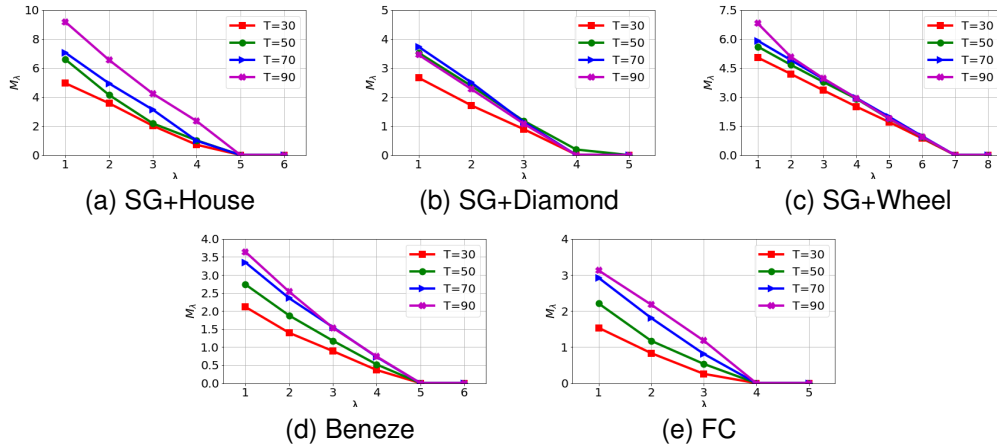 10
8
6
4
2
0
M_λ
T=30
T=50
T=70
T=90
1 2 3 4 5 6
λ
(a) SG+House
5
4
3
2
1
0
M_λ
T=30
T=50
T=70
T=90
1 2 3 4 5
λ
(b) SG+Diamond
7.5
6.0
4.5
3.0
1.5
0.0
M_λ
T=30
T=50
T=70
T=90
1 2 3 4 5 6 7 8
λ
(c) SG+Wheel
4.0
3.5
3.0
2.5
2.0
1.5
1.0
0.5
0.0
M_λ
T=30
T=50
T=70
T=90
1 2 3 4 5 6
λ
(d) Beneze
4
3
2
1
0
M_λ
T=30
T=50
T=70
T=90
1 2 3 4 5
λ
(e) FC